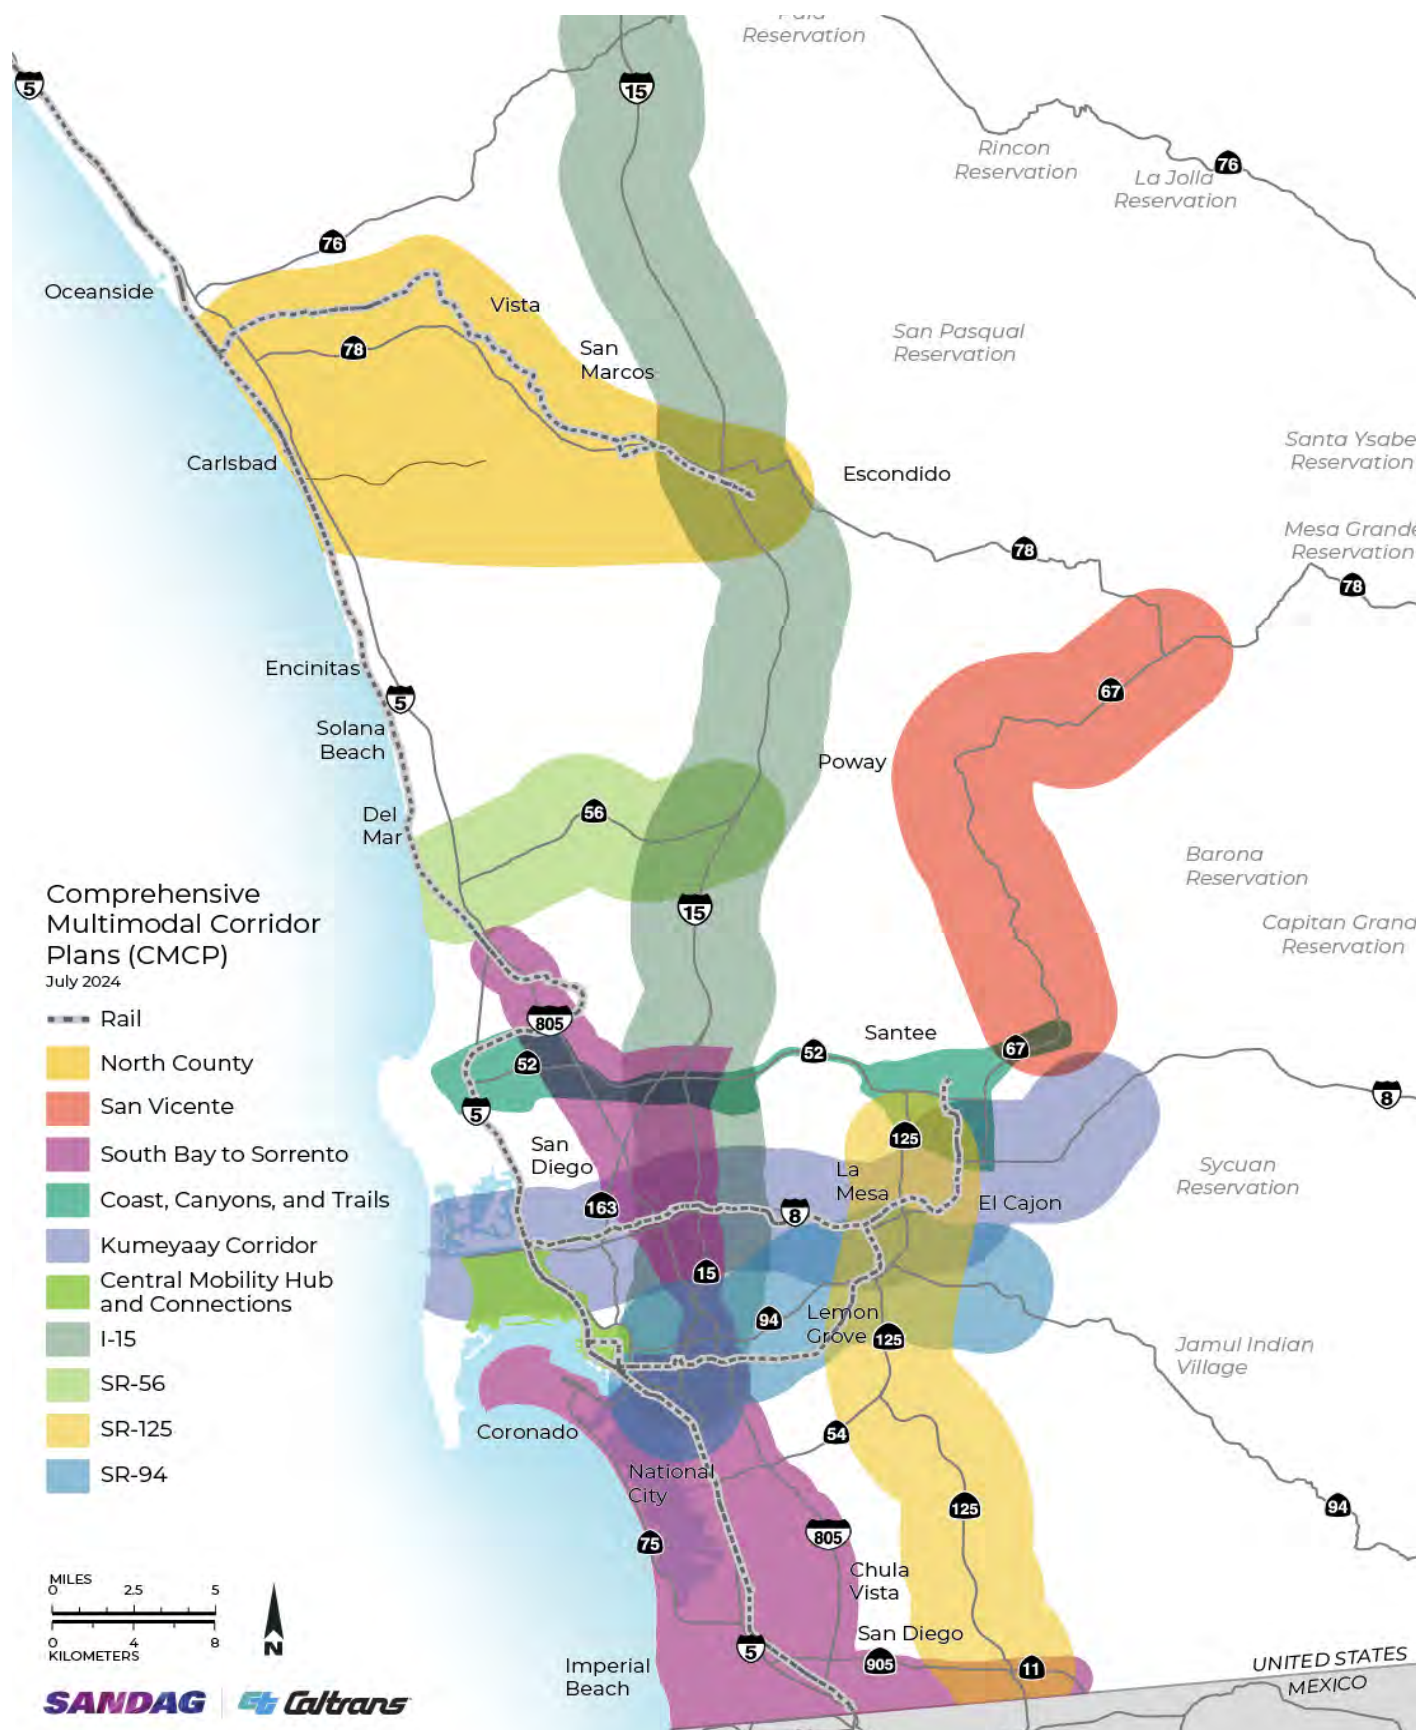 Pala
Reservation
5
15
Rincon
Reservation
76
La Jolla
Reservation
76
Oceanside
Vista
San Pasqual
Reservation
78
San
Marcos
Santa Ysabe
Reservation
Carlsbad
Escondido
Mesa Grande
Reservation
78
78
Encinitas
5
67
Solana
Beach
Poway
Del
Mar
56
Barona
Reservation
15
Capitan Grand
Reservation
Comprehensive
Multimodal Corridor
Plans (CMCP)
July 2024
Rail
North County
San Vicente
South Bay to Sorrento
Coast, Canyons, and Trails
Kumeyaay Corridor
Central Mobility Hub
and Connections
I-15
SR-56
SR-125
SR-94
805
Santee
52
52
67
5
8
San
Diego
125
La
Mesa
Sycuan
Reservation
163
8
El Cajon
15
94
Lemon
Grove
125
Jamul Indian
Village
Coronado
54
National
City
125
94
75
805
Chula
Vista
San Diego
5
905
11
Imperial
Beach
UNITED STATES
MEXICO
MILES
0 2.5 5
0 4 8
KILOMETERS
N
SANDAG
ct Caltrans